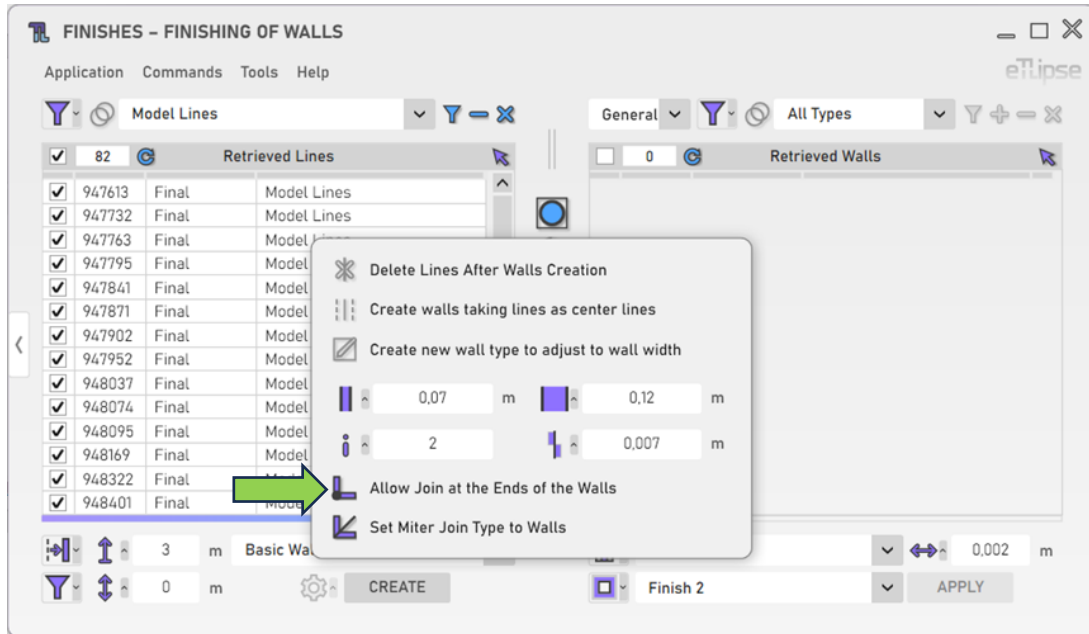 FINISHES – FINISHING OF WALLS
Application Commands Tools Help
eTLipse
Model Lines
General
All Types
82
Retrieved Lines
0
Retrieved Walls
947613 Final Model Lines
947732 Final Model Lines
947763 Final Model Lines
947795 Final Model
947841 Final Model
947871 Final Model
947902 Final Model
947952 Final Model
948037 Final Model
948074 Final Model
948095 Final Model
948169 Final Model
948322 Final Model
948401 Final Model
Delete Lines After Walls Creation
Create walls taking lines as center lines
Create new wall type to adjust to wall width
0,07 m 0,12 m
2 0,007 m
Allow Join at the Ends of the Walls
Set Miter Join Type to Walls
3 m Basic Wa
0,002 m
0 m CREATE
Finish 2 APPLY